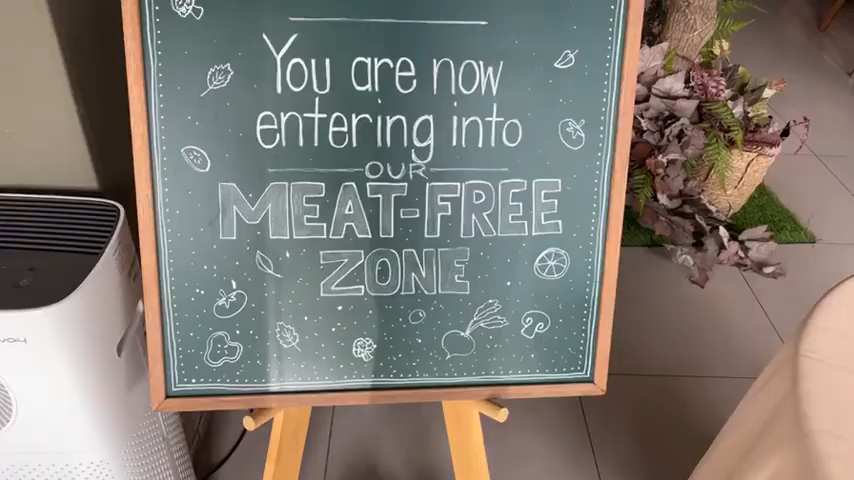 You are now
entering into
OUR
MEAT-FREE
ZONE